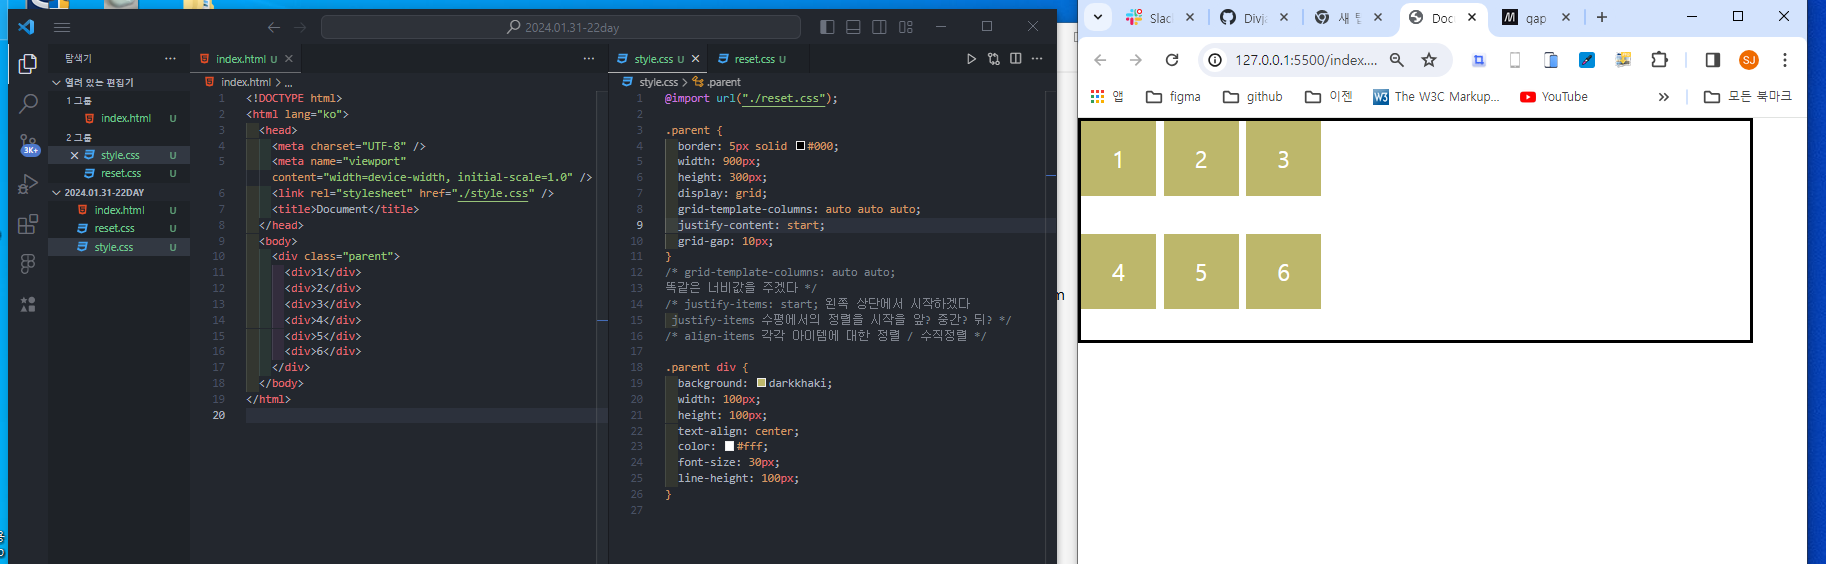 2024.01.31-22day
탐색기
열려 있는 편집기
1 그룹
index.html U
2 그룹
style.css U
reset.css U
2024.01.31-22DAY
index.html U
reset.css U
style.css U
3K+
index.html U
index.html > ...
1 <!DOCTYPE html>
2 <html lang="ko">
3 <head>
4 <meta charset="UTF-8" />
5 <meta name="viewport"
content="width=device-width, initial-scale=1.0" />
6 <link rel="stylesheet" href="./style.css" />
7 <title>Document</title>
8 </head>
9 <body>
10 <div class="parent">
11 <div>1</div>
12 <div>2</div>
13 <div>3</div>
14 <div>4</div>
15 <div>5</div>
16 <div>6</div>
17 </div>
18 </body>
19 </html>
20
style.css U
reset.css U
style.css > .parent
1 @import url("./reset.css");
2
3 .parent {
4 border: 5px solid #000;
5 width: 900px;
6 height: 300px;
7 display: grid;
8 grid-template-columns: auto auto auto;
9 justify-content: start;
10 grid-gap: 10px;
11 }
12 /* grid-template-columns: auto auto;
13 똑같은 너비값을 주겠다 */
14 /* justify-items: start; 왼쪽 상단에서 시작하겠다
15 justify-items 수평에서의 정렬을 시작을 앞? 중간? 뒤? */
16 /* align-items 각각 아이템에 대한 정렬 / 수직정렬 */
17
18 .parent div {
19 background: darkkhaki;
20 width: 100px;
21 height: 100px;
22 text-align: center;
23 color: #fff;
24 font-size: 30px;
25 line-height: 100px;
26 }
27
Slac
Divja
새 탭
Doc
gap
127.0.0.1:5500/index....
SJ
앱
figma
github
이젠
The W3C Markup...
YouTube
모든 북마크
1 2 3
4 5 6